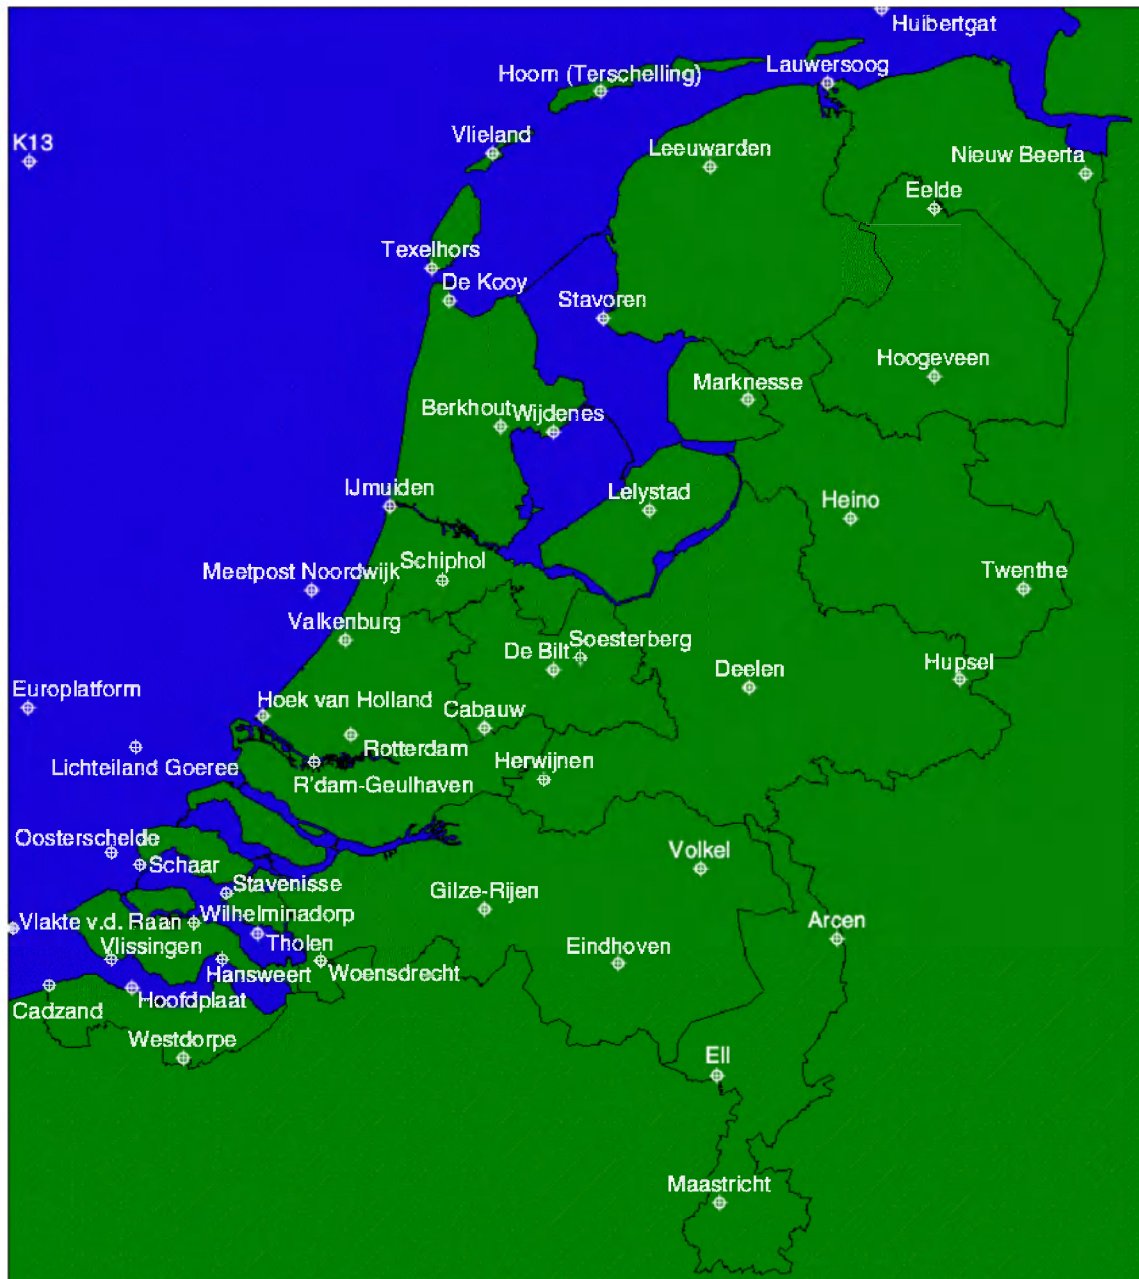 Huibertgat
Lauwersoog
Hoorn (Terschelling)
K13
Vlieland
Leeuwarden
Nieuw Beerta
Eelde
Texelhors
De Kooy
Stavoren
Hoogeveen
Marknesse
Berkhout
Wijdenes
IJmuiden
Lelystad
Heino
Schiphol
Meetpost Noordwijk
Twenthe
Valkenburg
Soesterberg
De Bilt
Deelen
Hupsel
Europlatform
Hoek van Holland
Cabauw
Rotterdam
Lichteiland Goeree
Herwijnen
R'dam-Geulhaven
Oosterschelde
Volkel
Schaar
Stavenisse
Gilze-Rijen
Wilhelminadorp
Vlakte v.d. Raan
Arcen
Tholen
Vlissingen
Eindhoven
Hansweert
Woensdrecht
Hoofdplaat
Cadzand
Westdorpe
Ell
Maastricht